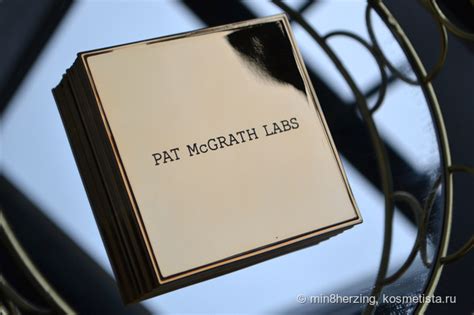 PAT McGRATH LABS
© min8herzing, kosmetista.ru